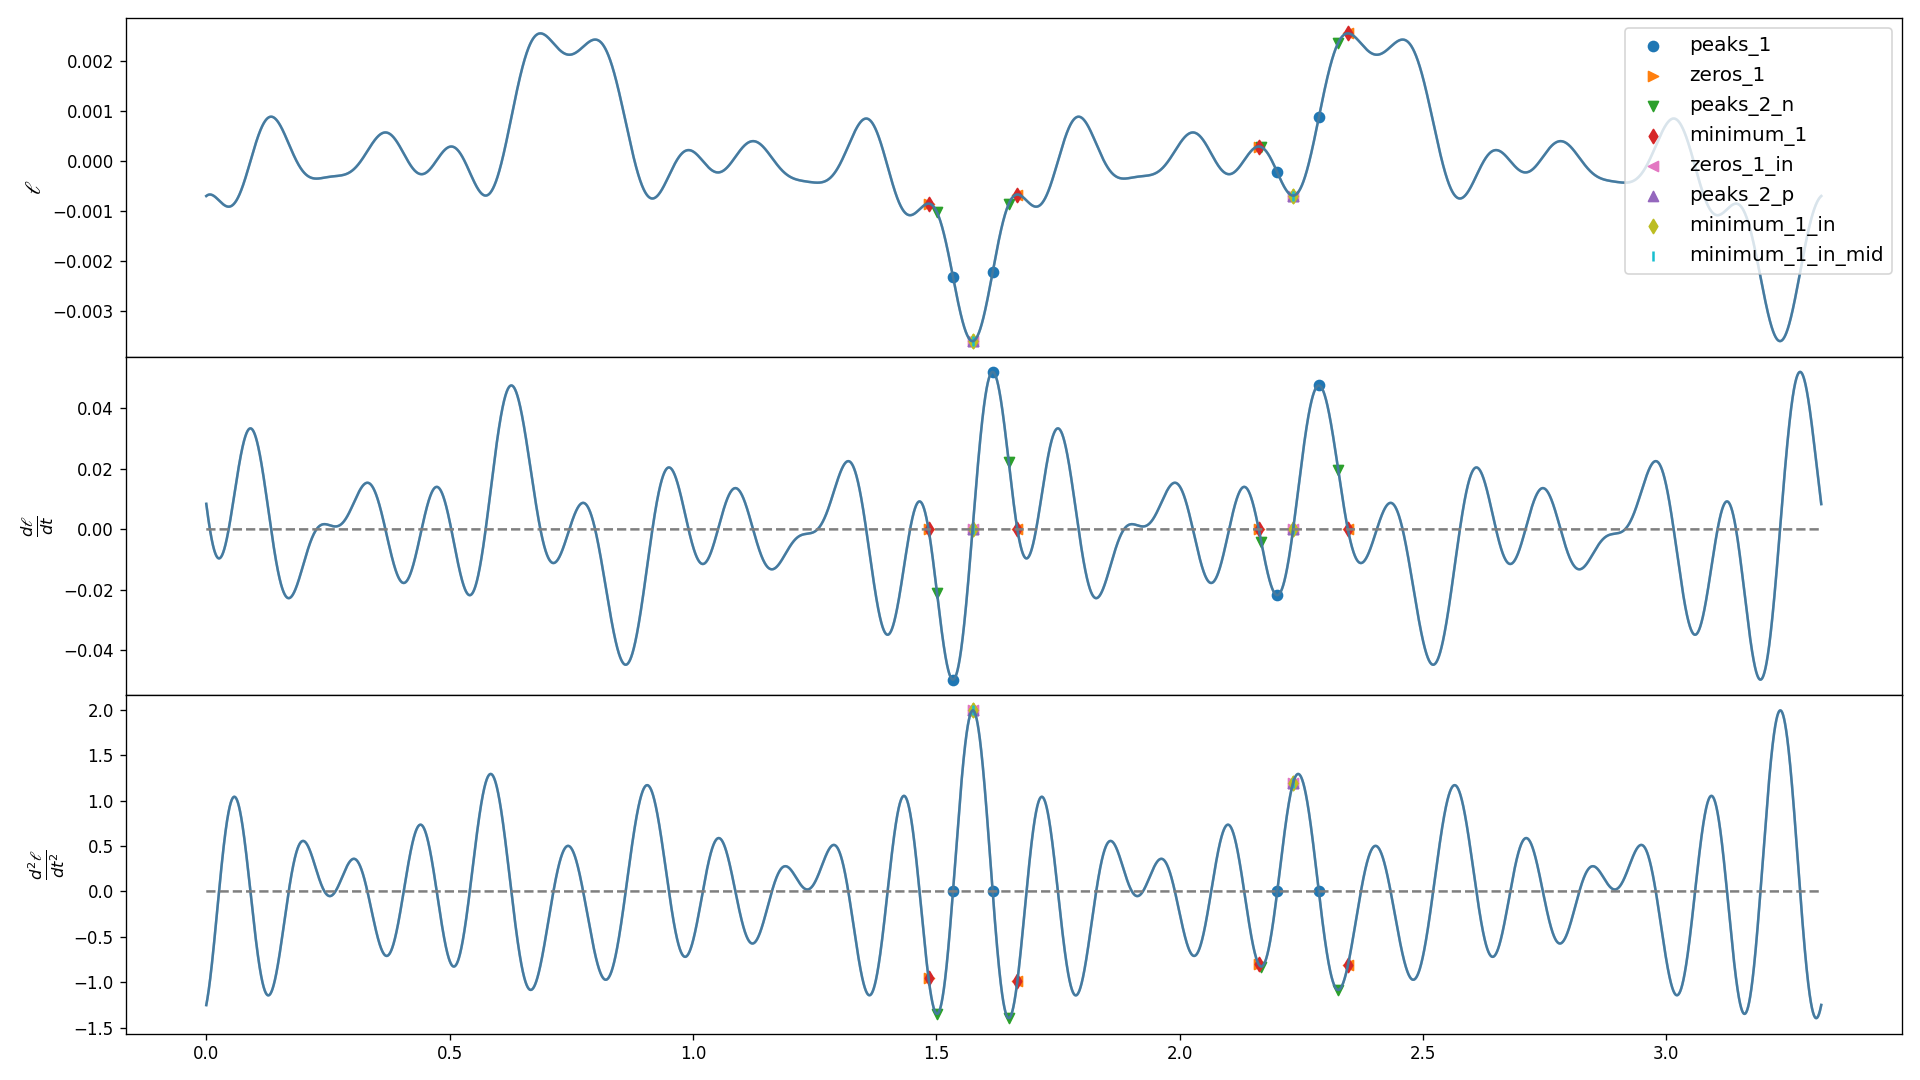 0.002
0.001
0.000
−0.001
−0.002
−0.003
ℓ
peaks_1
zeros_1
peaks_2_n
minimum_1
zeros_1_in
peaks_2_p
minimum_1_in
minimum_1_in_mid
0.04
0.02
0.00
−0.02
−0.04
dℓ
dt
2.0
1.5
1.0
0.5
0.0
−0.5
−1.0
−1.5
d²ℓ
dt²
0.0 0.5 1.0 1.5 2.0 2.5 3.0